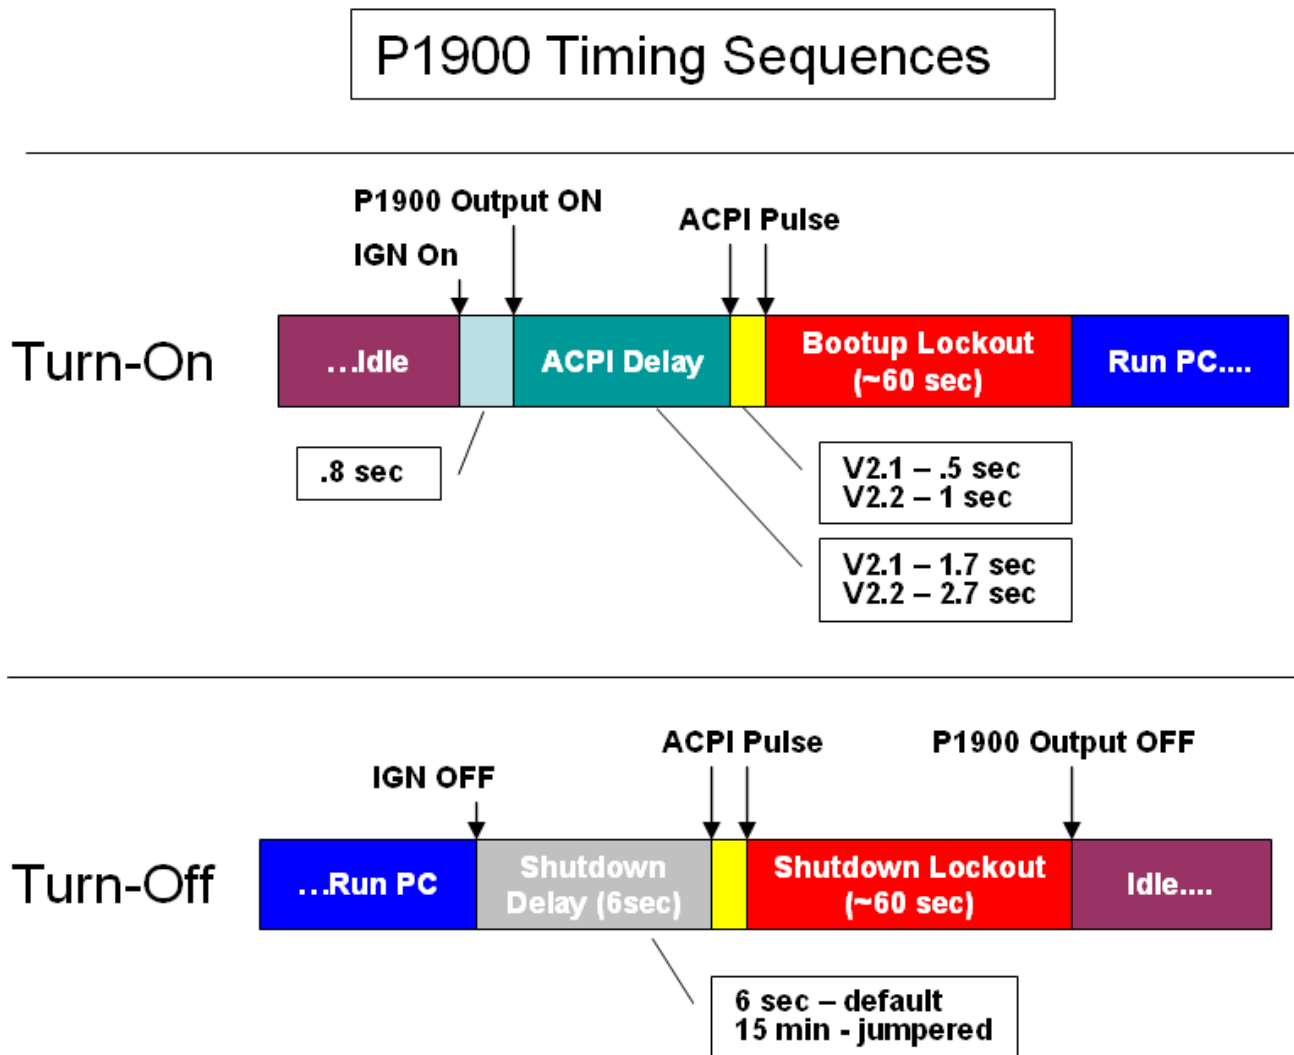 P1900 Timing Sequences
P1900 Output ON
ACPI Pulse
IGN On
Turn-On
...Idle
ACPI Delay
Bootup Lockout
(~60 sec)
Run PC....
.8 sec
V2.1 – .5 sec
V2.2 – 1 sec
V2.1 – 1.7 sec
V2.2 – 2.7 sec
ACPI Pulse
P1900 Output OFF
IGN OFF
Turn-Off
...Run PC
Shutdown
Delay (6sec)
Shutdown Lockout
(~60 sec)
Idle....
6 sec – default
15 min - jumpered